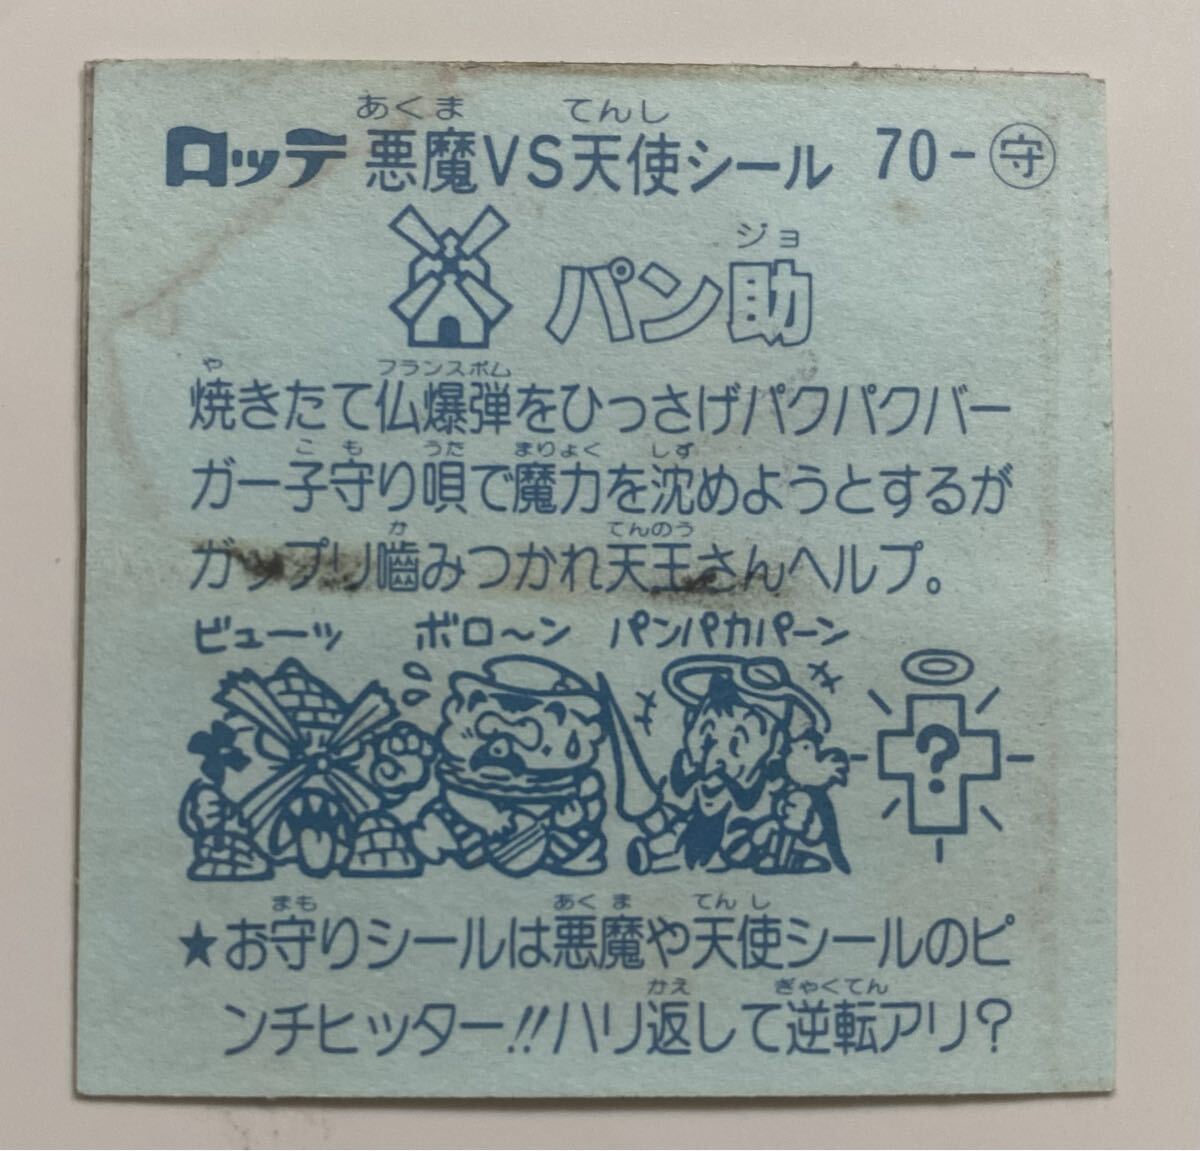 あくま てんし
ロッテ 悪魔VS天使シール 70-守
ジョ
パン助
や フランスボム
焼きたて仏爆弾をひっさげパクパクバー
こも うた まりょく しず
ガー子守り唄で魔力を沈めようとするが
か てんのう
ガップリ嚙みつかれ天王さんヘルプ。
ビューッ ボロ〜ン パンパカパーン
?
まも あくま てんし
★お守りシールは悪魔や天使シールのピ
かえ ぎゃくてん
ンチヒッター!!ハリ返して逆転アリ?